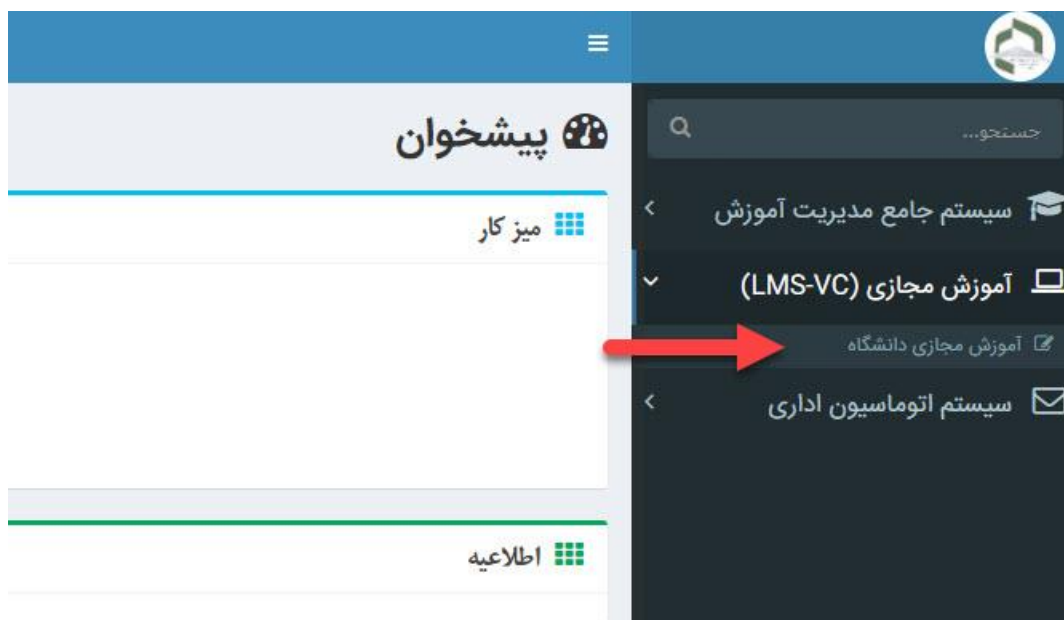 جستجو...
سیستم جامع مدیریت آموزش
آموزش مجازی (LMS-VC)
آموزش مجازی دانشگاه
سیستم اتوماسیون اداری
پیشخوان
میز کار
اطلاعیه